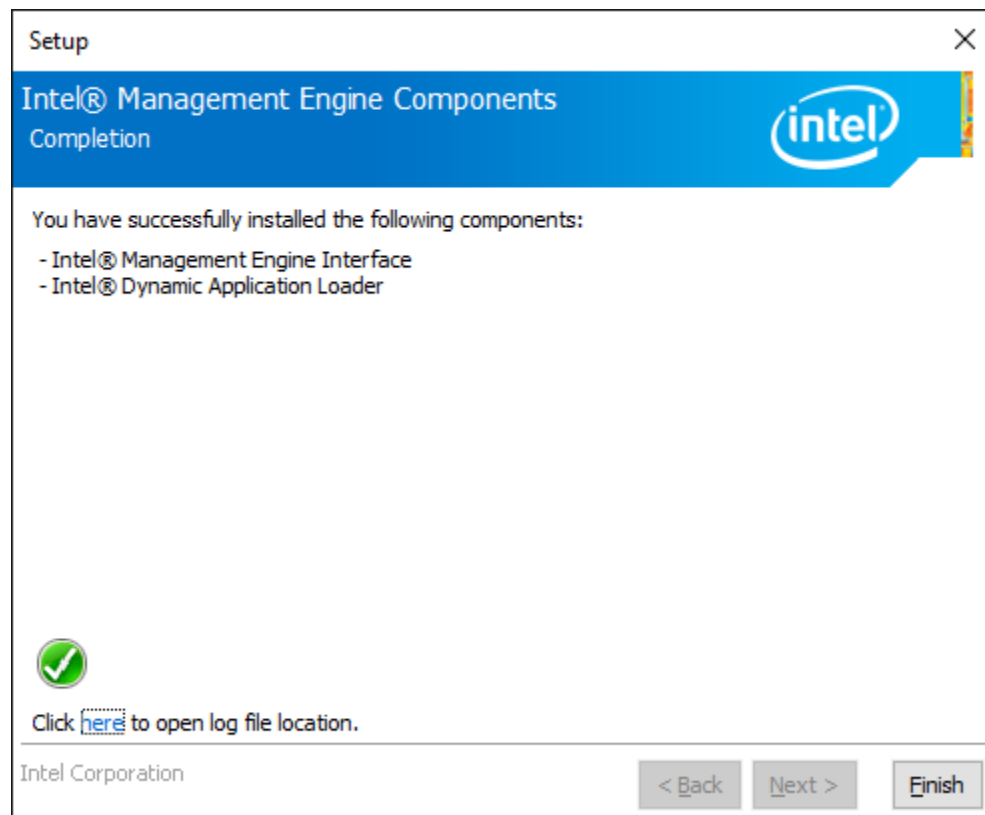 Setup
Intel® Management Engine Components
Completion
intel
You have successfully installed the following components:
- Intel® Management Engine Interface
- Intel® Dynamic Application Loader
Click here to open log file location.
Intel Corporation
< Back Next > Finish